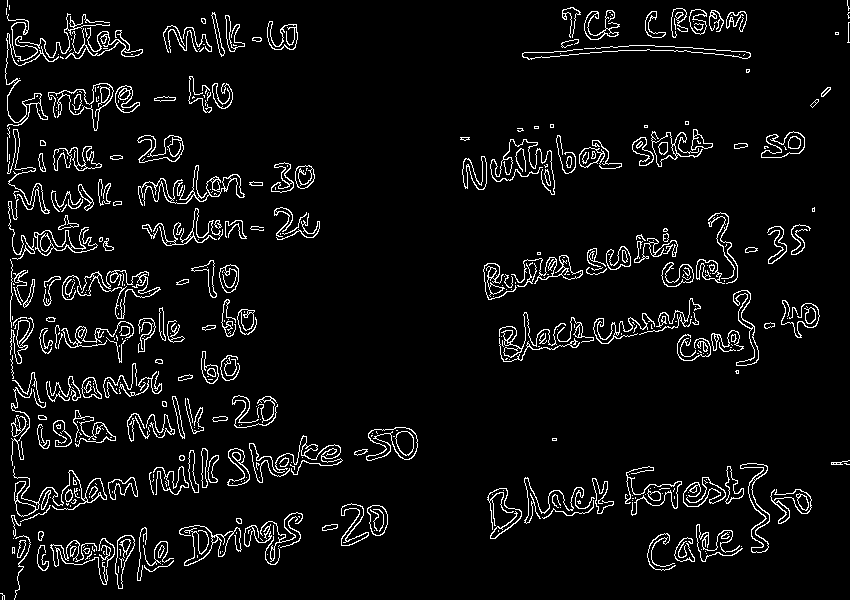 Butter Milk - 10
Grape - 40
Lime - 20
Musk melon - 30
water melon - 20
Orange - 70
Pineapple - 60
Musambi - 60
Pista Milk - 20
Badam Milk Shake - 50
Pineapple Drings - 20
ICE CREAM
Nutty bar stick - 50
Butter scotch cone } - 35
Black currant cone } - 40
Black Forest Cake } 50